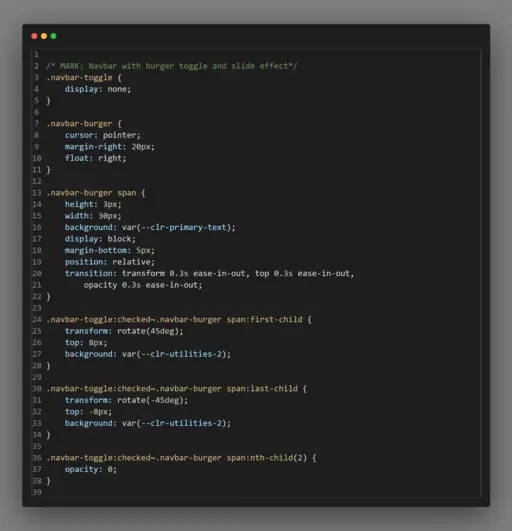 1
2 /* MARK: Navbar with burger toggle and slide effect*/
3 .navbar-toggle {
4     display: none;
5 }
6
7 .navbar-burger {
8     cursor: pointer;
9     margin-right: 20px;
10     float: right;
11 }
12
13 .navbar-burger span {
14     height: 3px;
15     width: 30px;
16     background: var(--clr-primary-text);
17     display: block;
18     margin-bottom: 5px;
19     position: relative;
20     transition: transform 0.3s ease-in-out, top 0.3s ease-in-out,
21         opacity 0.3s ease-in-out;
22 }
23
24 .navbar-toggle:checked~.navbar-burger span:first-child {
25     transform: rotate(45deg);
26     top: 8px;
27     background: var(--clr-utilities-2);
28 }
29
30 .navbar-toggle:checked~.navbar-burger span:last-child {
31     transform: rotate(-45deg);
32     top: -8px;
33     background: var(--clr-utilities-2);
34 }
35
36 .navbar-toggle:checked~.navbar-burger span:nth-child(2) {
37     opacity: 0;
38 }
39